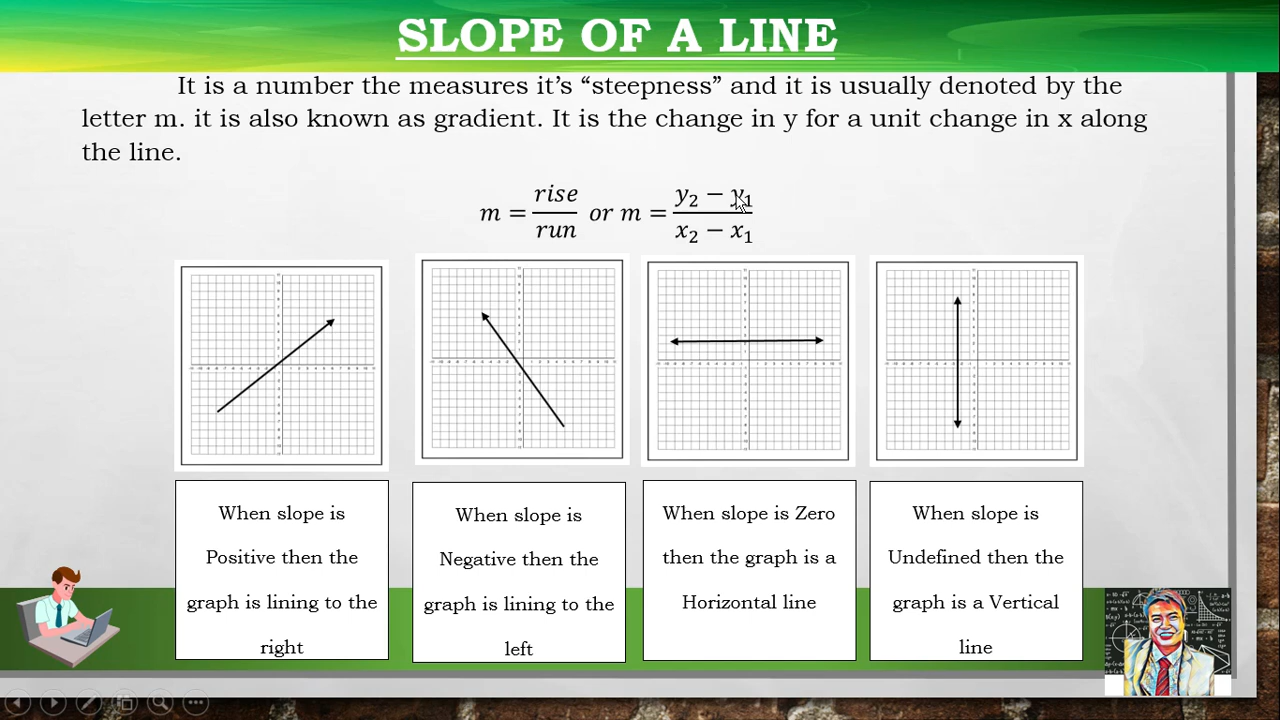 SLOPE OF A LINE
It is a number the measures it's “steepness” and it is usually denoted by the
letter m. it is also known as gradient. It is the change in y for a unit change in x along
the line.
m = rise/run or m = y₂ − y₁/x₂ − x₁
When slope is
Positive then the
graph is lining to the
right
When slope is
Negative then the
graph is lining to the
left
When slope is Zero
then the graph is a
Horizontal line
When slope is
Undefined then the
graph is a Vertical
line